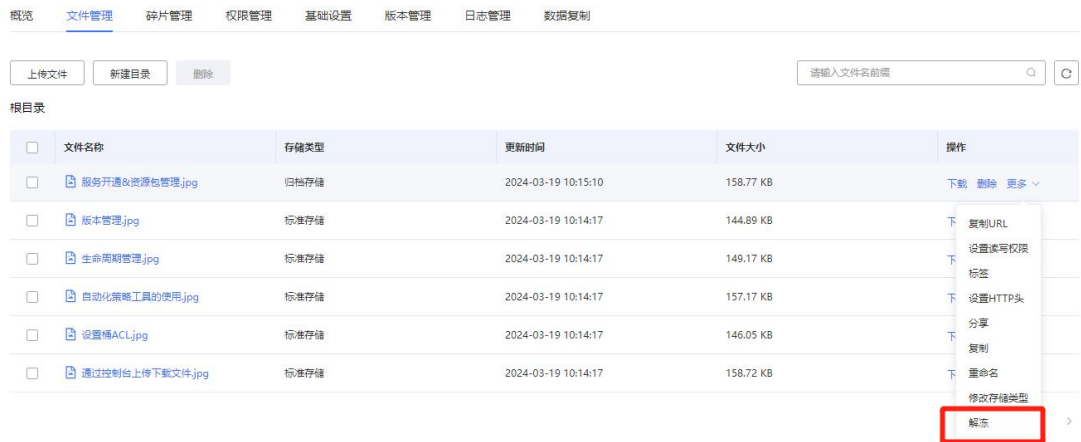 概览 文件管理 碎片管理 权限管理 基础设置 版本管理 日志管理 数据复制
上传文件 新建目录 删除 请输入文件名前缀
根目录
文件名称 存储类型 更新时间 文件大小 操作
服务开通&资源包管理.jpg 归档存储 2024-03-19 10:15:10 158.77 KB 下载 删除 更多
版本管理.jpg 标准存储 2024-03-19 10:14:17 144.89 KB 下
复制URL
设置读写权限
生命周期管理.jpg 标准存储 2024-03-19 10:14:17 149.17 KB 下
标签
自动化策略工具的使用.jpg 标准存储 2024-03-19 10:14:17 157.17 KB 下
设置HTTP头
分享
设置桶ACL.jpg 标准存储 2024-03-19 10:14:17 146.05 KB 下
复制
通过控制台上传下载文件.jpg 标准存储 2024-03-19 10:14:17 158.72 KB 下
重命名
修改存储类型
解冻